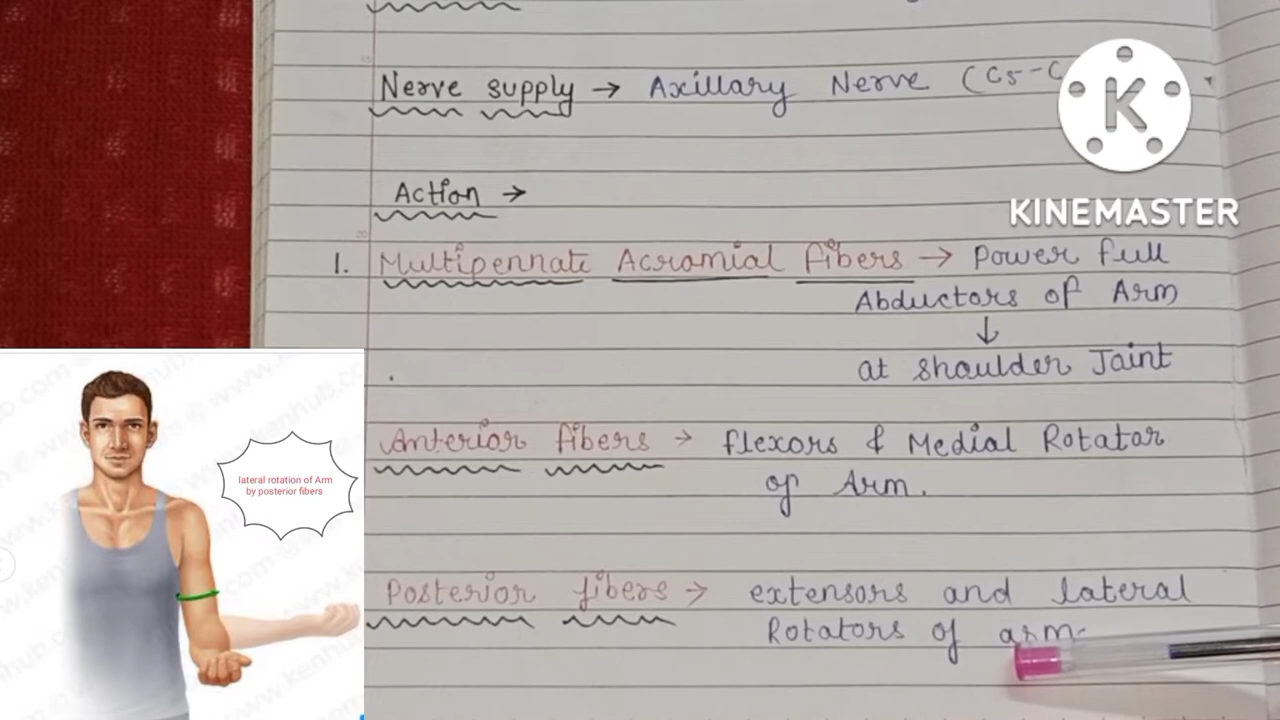 Nerve supply → Axillary Nerve (C5-C
Action →
1. Multipennate Acramial fibers → Power full
Abductors of Arm
↓
at Shaulder Jaint
Anterior fibers → flexors & Medial Rotator
of Arm.
Posterior fibers → extensors and lateral
Rotators of arm.
K
KINEMASTER
lateral rotation of Arm
by posterior fibers